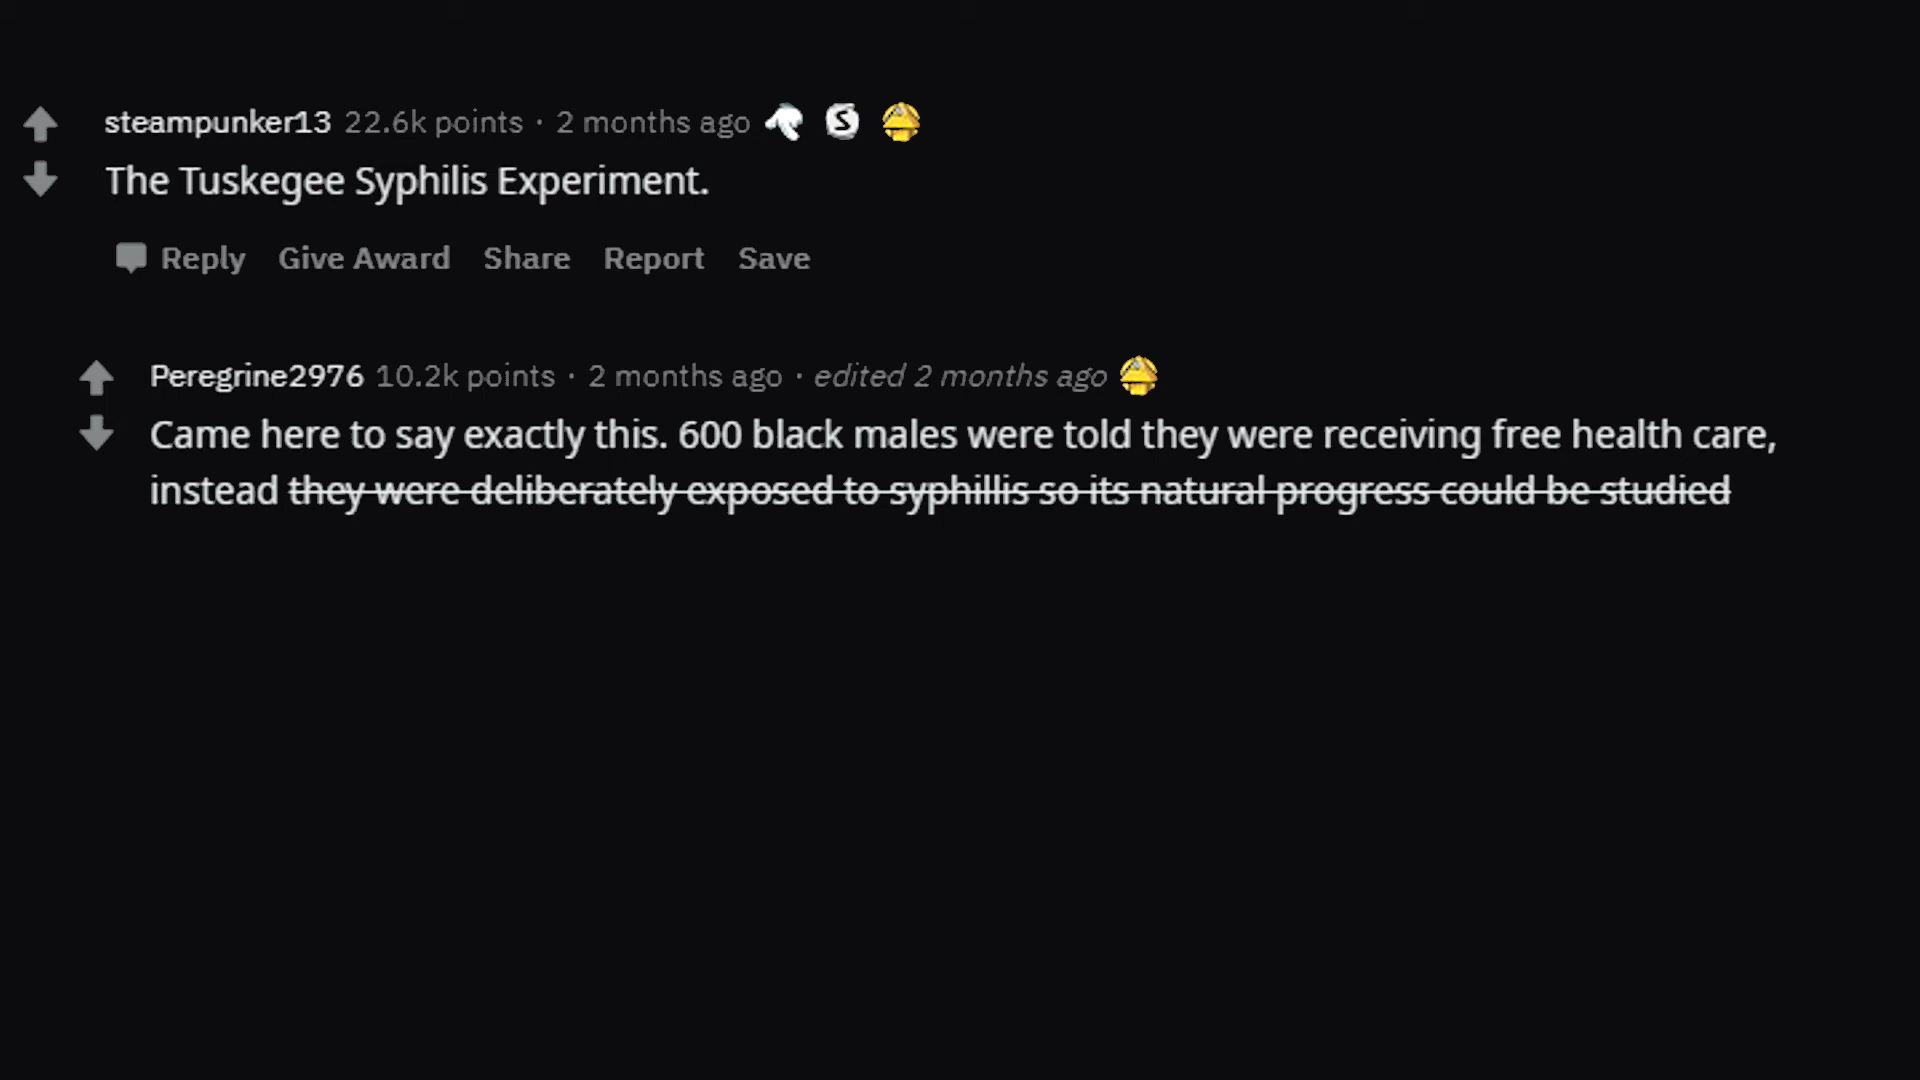 steampunker13 22.6k points · 2 months ago
The Tuskegee Syphilis Experiment.
Reply Give Award Share Report Save
Peregrine2976 10.2k points · 2 months ago · edited 2 months ago
Came here to say exactly this. 600 black males were told they were receiving free health care,
instead they were deliberately exposed to syphillis so its natural progress could be studied